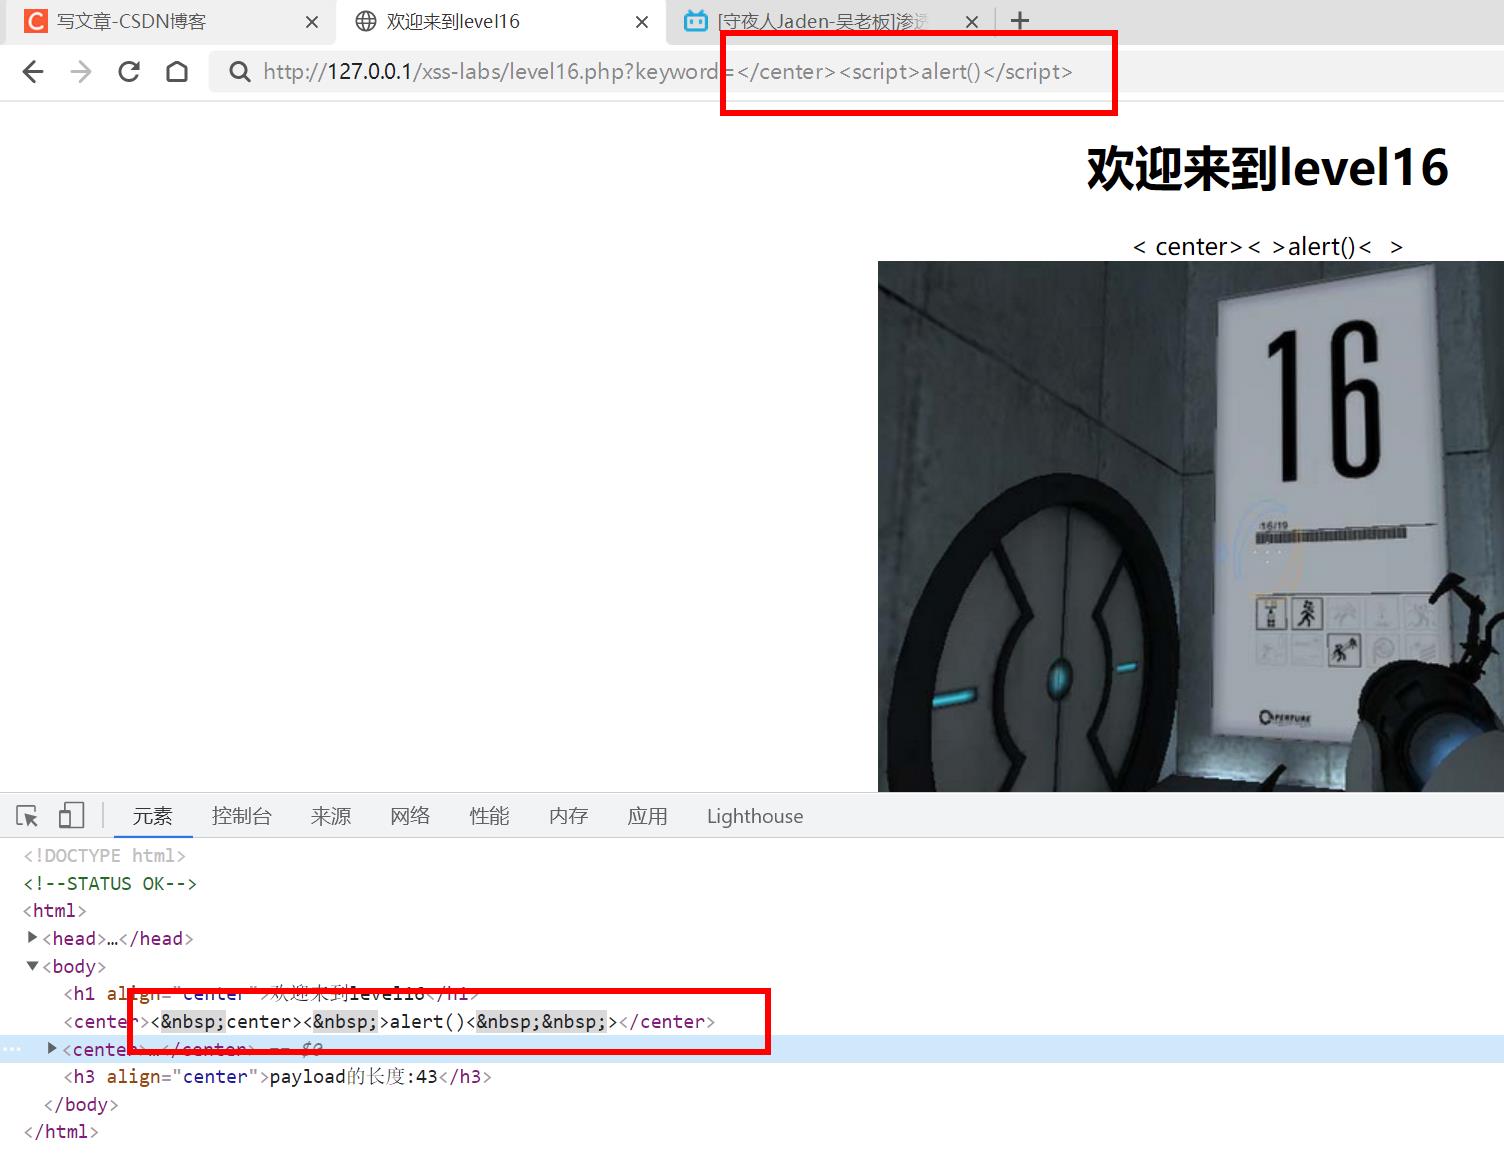 写文章-CSDN博客
欢迎来到level16
[守夜人Jaden-吴老板]渗透
http://127.0.0.1/xss-labs/level16.php?keyword=</center><script>alert()</script>
欢迎来到level16
< center>< >alert()<  >
16
16/19
APERTURE
元素 控制台 来源 网络 性能 内存 应用 Lighthouse
<!DOCTYPE html>
<!--STATUS OK-->
<html>
<head>…</head>
<body>
<h1 align="center">欢迎来到level16</h1>
<center><&nbsp;center><&nbsp;>alert()<&nbsp;&nbsp;></center>
<center>…</center> == $0
<h3 align="center">payload的长度:43</h3>
</body>
</html>